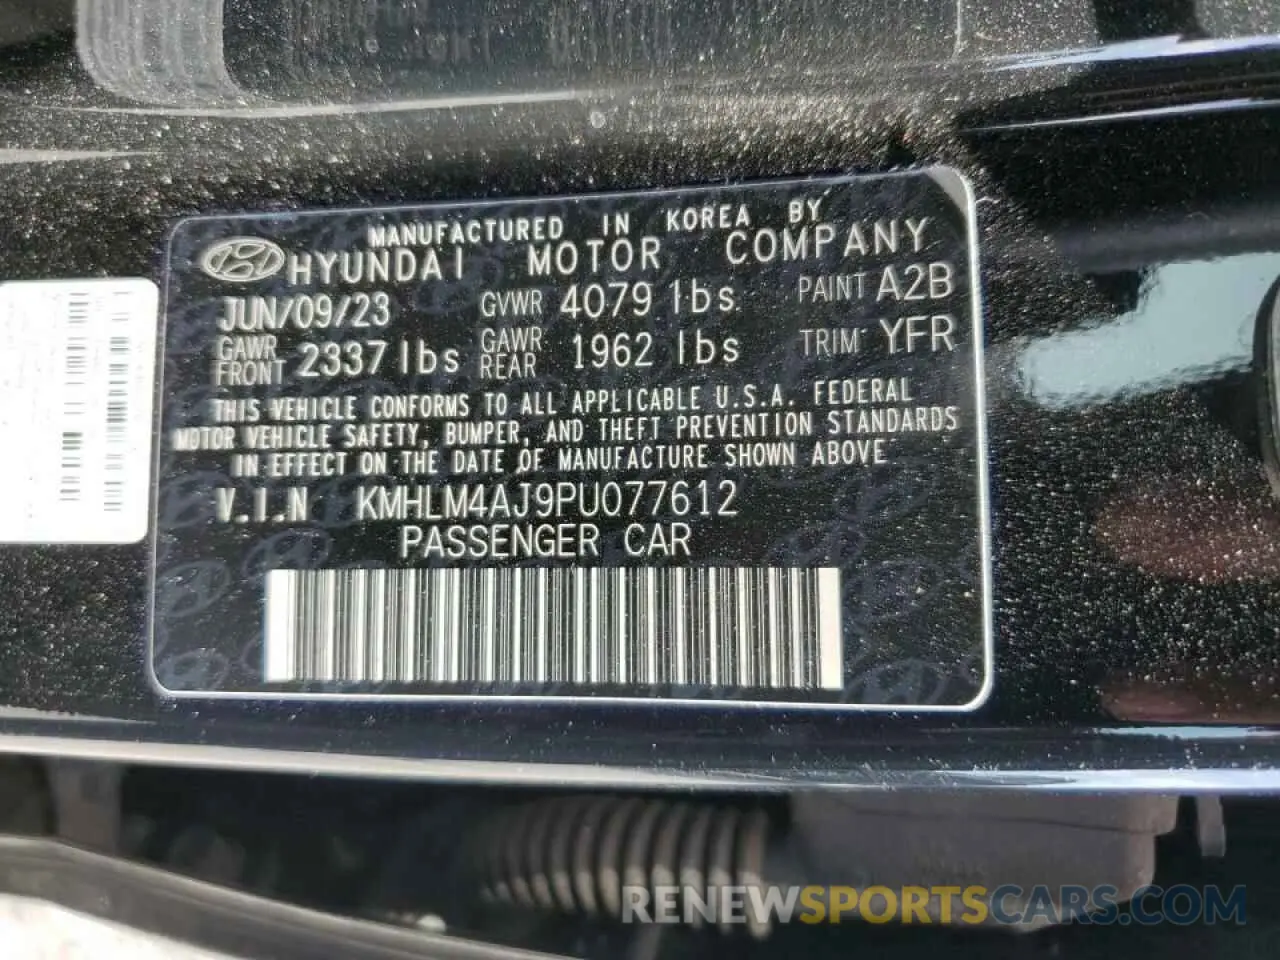 MANUFACTURED IN KOREA BY
HYUNDAI MOTOR COMPANY
JUN/09/23 GVWR 4079 lbs PAINT A2B
GAWR FRONT 2337 lbs GAWR REAR 1962 lbs TRIM YFR
THIS VEHICLE CONFORMS TO ALL APPLICABLE U.S.A. FEDERAL
MOTOR VEHICLE SAFETY, BUMPER, AND THEFT PREVENTION STANDARDS
IN EFFECT ON THE DATE OF MANUFACTURE SHOWN ABOVE
V.I.N KMHLM4AJ9PU077612
PASSENGER CAR
RENEWSPORTSCARS.COM